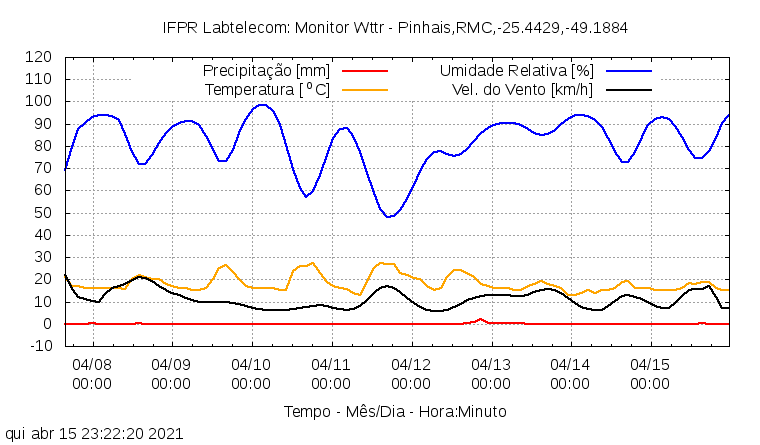 IFPR Labtelecom: Monitor Wttr - Pinhais,RMC,-25.4429,-49.1884
120
110
100
90
80
70
60
50
40
30
20
10
0
-10
Precipitação [mm]
Temperatura [ ⁰C]
Umidade Relativa [%]
Vel. do Vento [km/h]
04/08 04/09 04/10 04/11 04/12 04/13 04/14 04/15
00:00 00:00 00:00 00:00 00:00 00:00 00:00 00:00
Tempo - Mês/Dia - Hora:Minuto
qui abr 15 23:22:20 2021